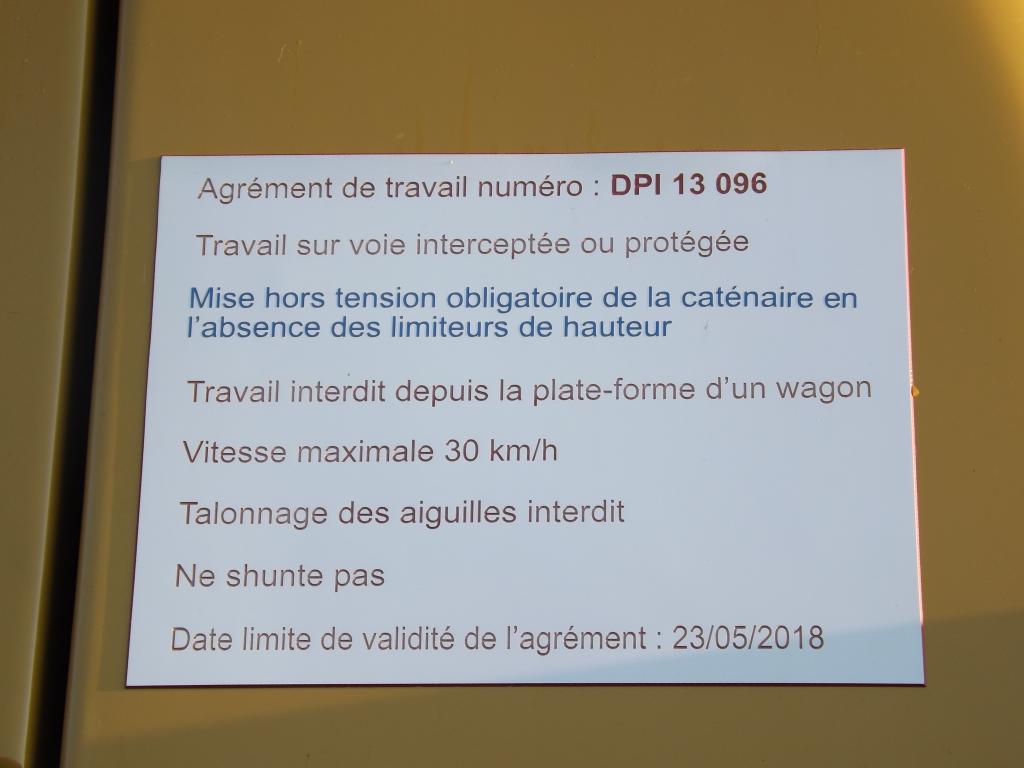 Agrément de travail numéro : DPI 13 096
Travail sur voie interceptée ou protégée
Mise hors tension obligatoire de la caténaire en
l'absence des limiteurs de hauteur
Travail interdit depuis la plate-forme d'un wagon
Vitesse maximale 30 km/h
Talonnage des aiguilles interdit
Ne shunte pas
Date limite de validité de l'agrément : 23/05/2018